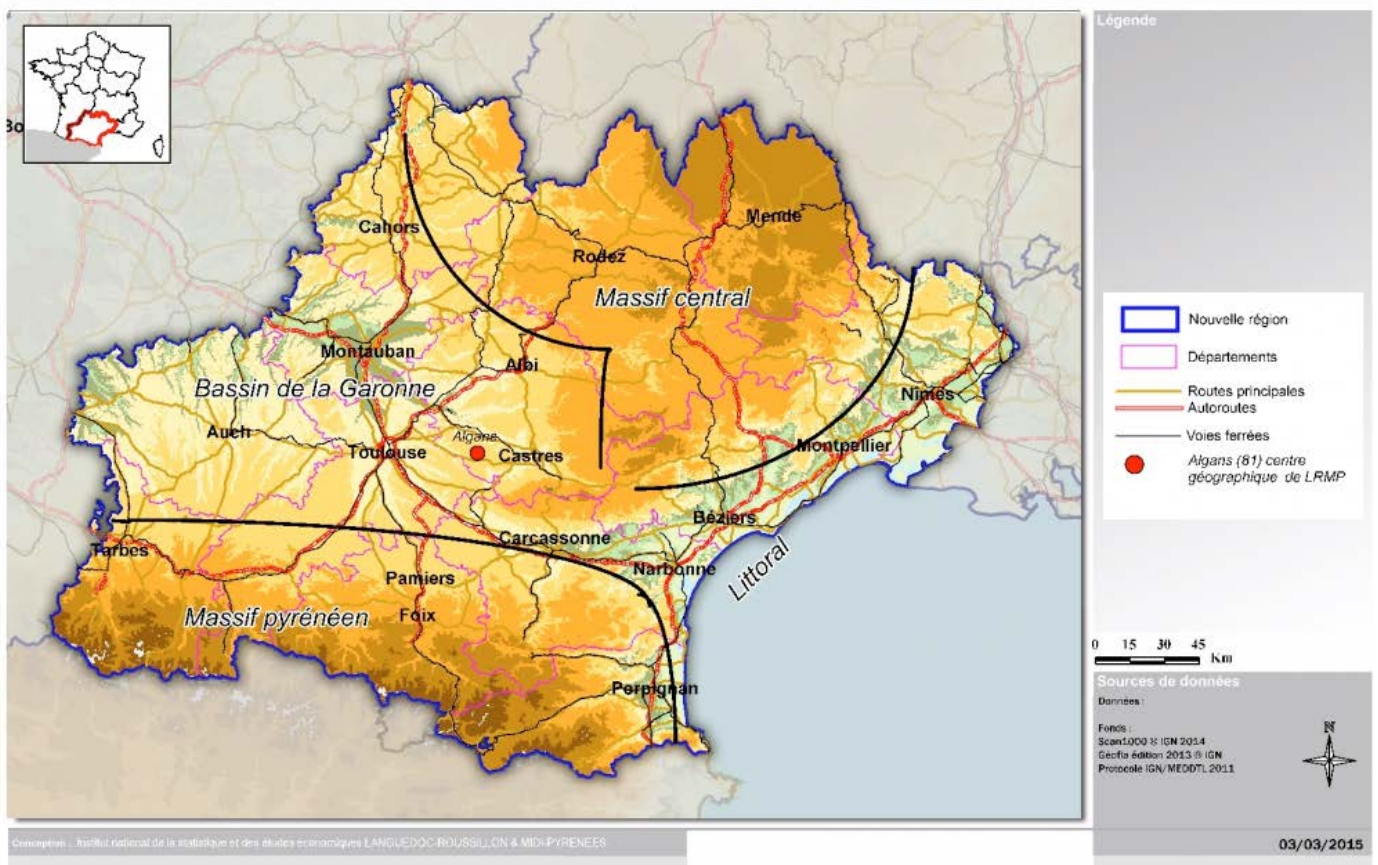 Bo
Cahors
Mende
Rodez
Massif central
Montauban
Albi
Bassin de la Garonne
Nîmes
Auch
Algans
Toulouse
Castres
Montpellier
Béziers
Tarbes
Carcassonne
Narbonne
Littoral
Pamiers
Massif pyrénéen
Foix
Perpignan
Légende
Nouvelle région
Départements
Routes principales
Autoroutes
Voies ferrées
Algans (81) centre
géographique de LRMP
0 15 30 45
Km
Sources de données
Données :
Fonds :
Scan1000 ® IGN 2014
Géofla édition 2013 ® IGN
Protocole IGN/MEDDTL 2011
N
Conception : Institut national de la statistique et des études économiques LANGUEDOC-ROUSSILLON & MIDI-PYRENEES
03/03/2015